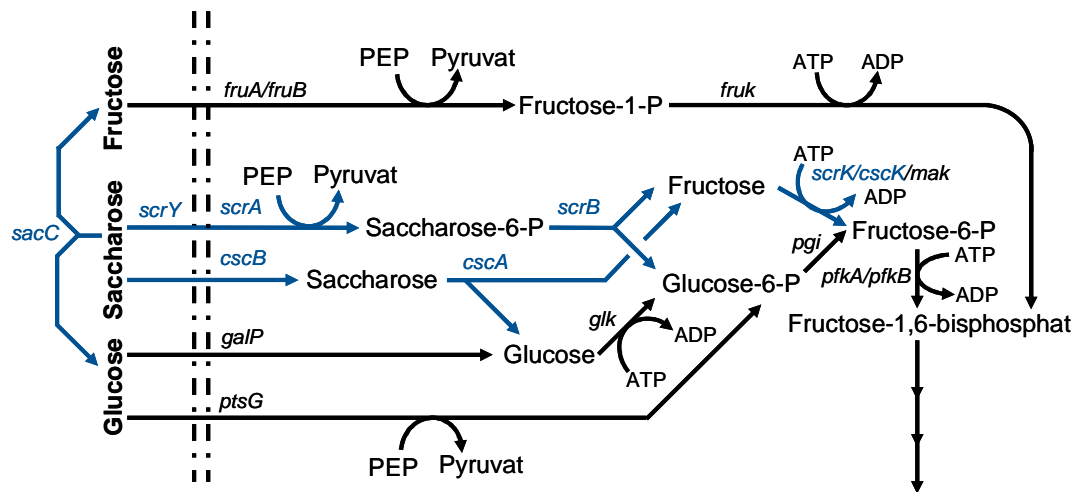 PEP Pyvurat
ATP ADP
fruA/fruB
Fructose-1-P
fruk
Fructose
ATP
scrK/cscK/mak
ADP
PEP Pyruvat
Fructose
scrY
scrA
scrB
Saccharose-6-P
sacC
Saccharose
Fructose-6-P
pgi
cscB
Saccharose
cscA
Glucose-6-P
pfkA/pfkB
ATP
ADP
Fructose-1,6-bisphosphat
glk
ADP
galP
Glucose
ATP
Glucose
ptsG
PEP Pyruvat